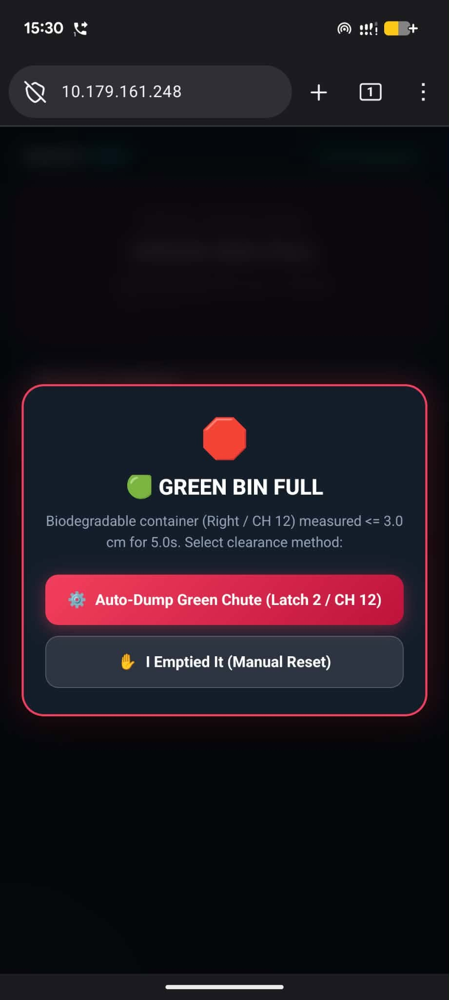 15:30
10.179.161.248
1
GREEN BIN FULL
Biodegradable container (Right / CH 12) measured <= 3.0
cm for 5.0s. Select clearance method:
Auto-Dump Green Chute (Latch 2 / CH 12)
I Emptied It (Manual Reset)